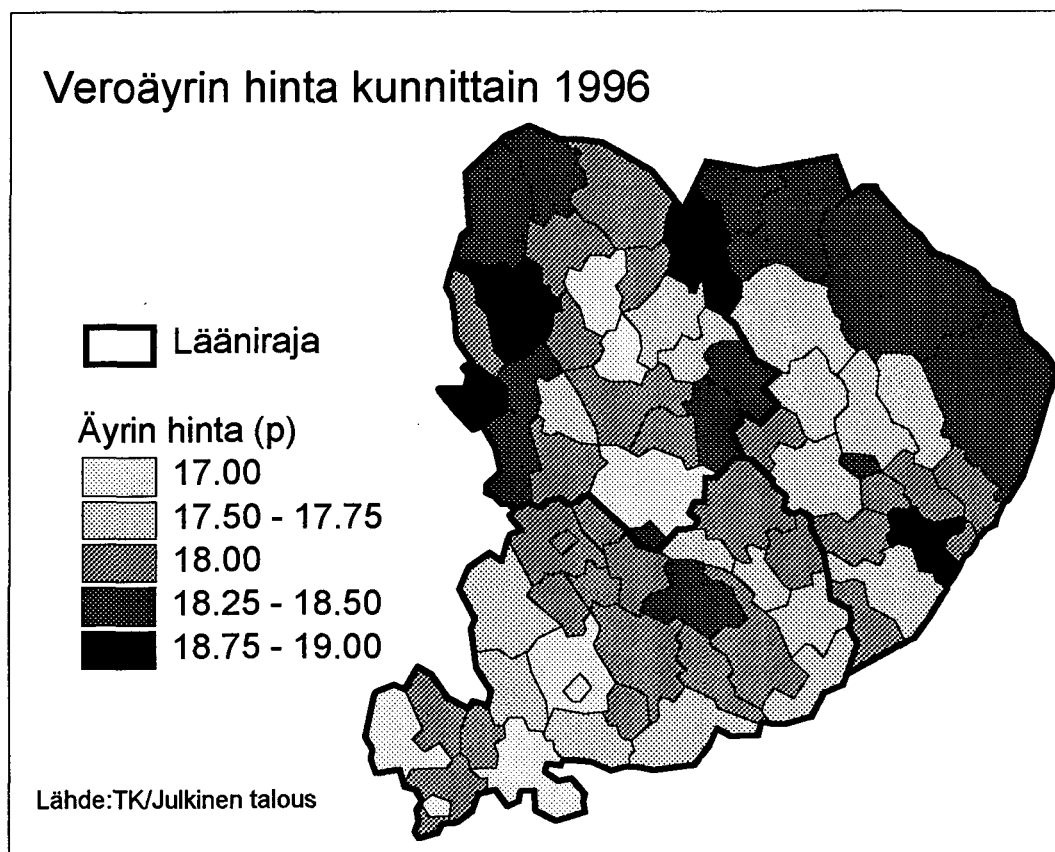 Veroäyrin hinta kunnittain 1996
Lääniraja
Äyrin hinta (p)
17.00
17.50 - 17.75
18.00
18.25 - 18.50
18.75 - 19.00
Lähde:TK/Julkinen talous